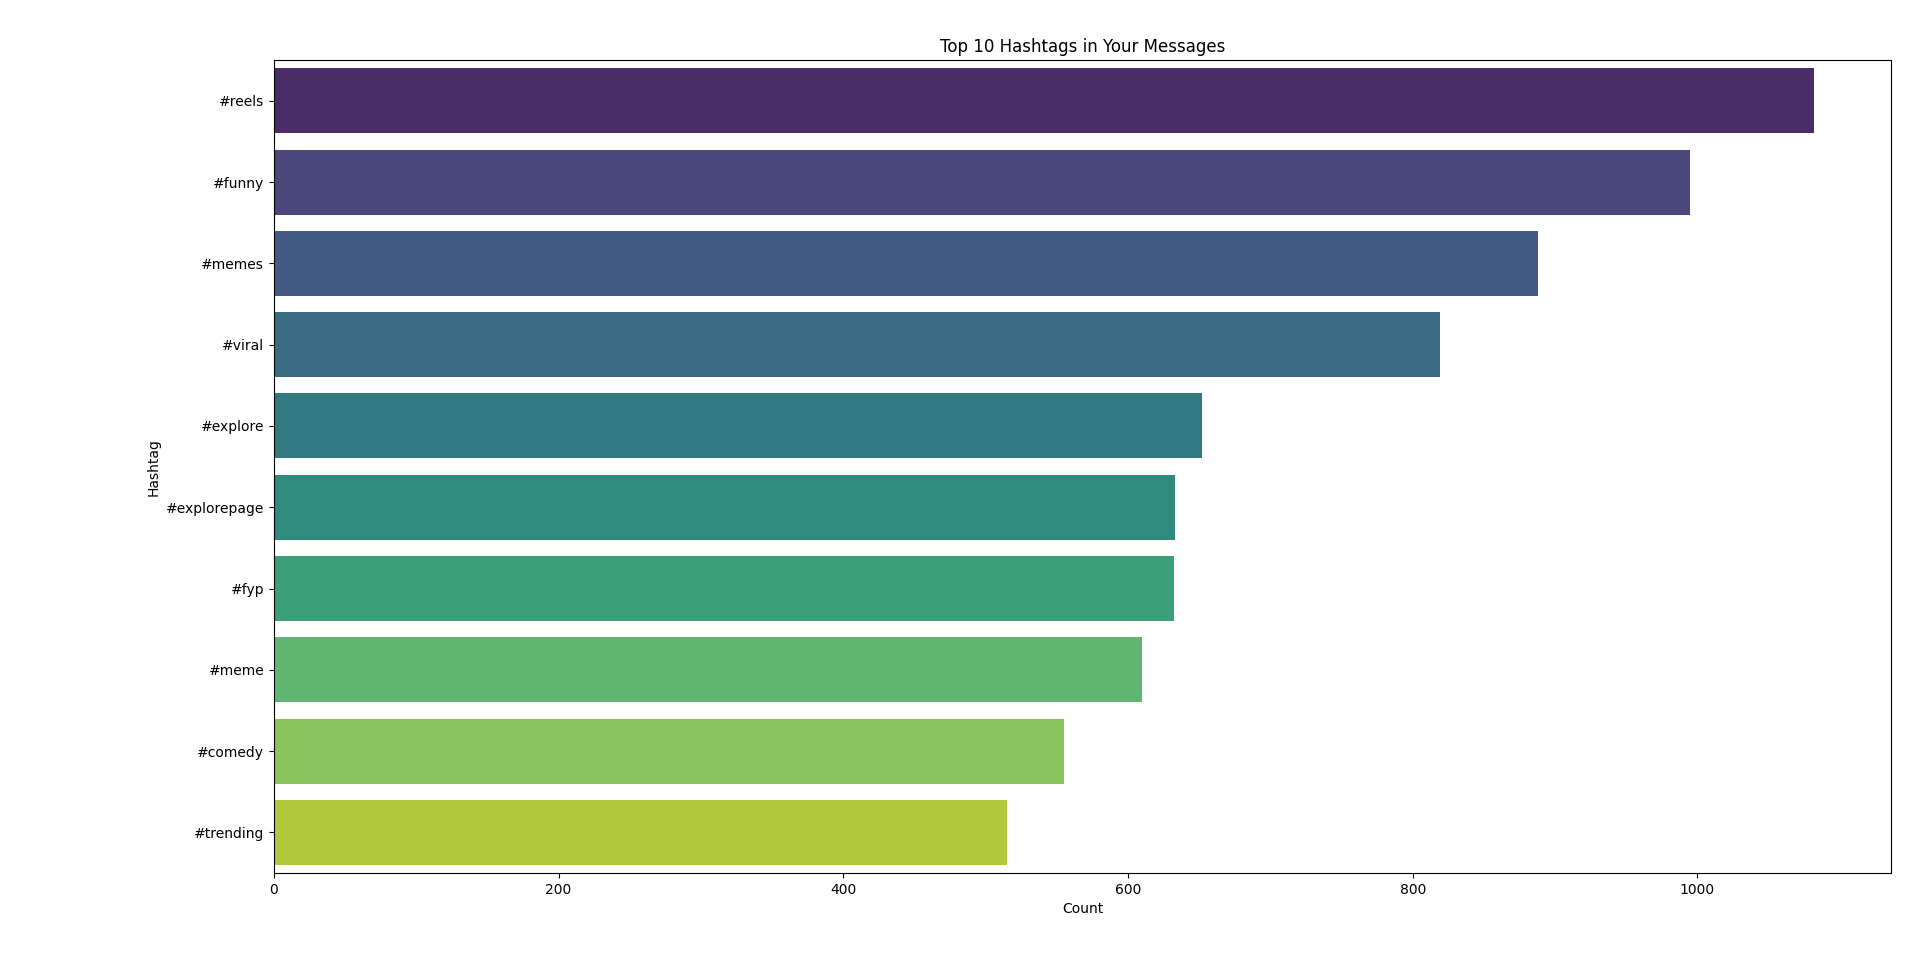 Top 10 Hashtags in Your Messages
Hashtag
#reels
#funny
#memes
#viral
#explore
#explorepage
#fyp
#meme
#comedy
#trending
0 200 400 600 800 1000
Count